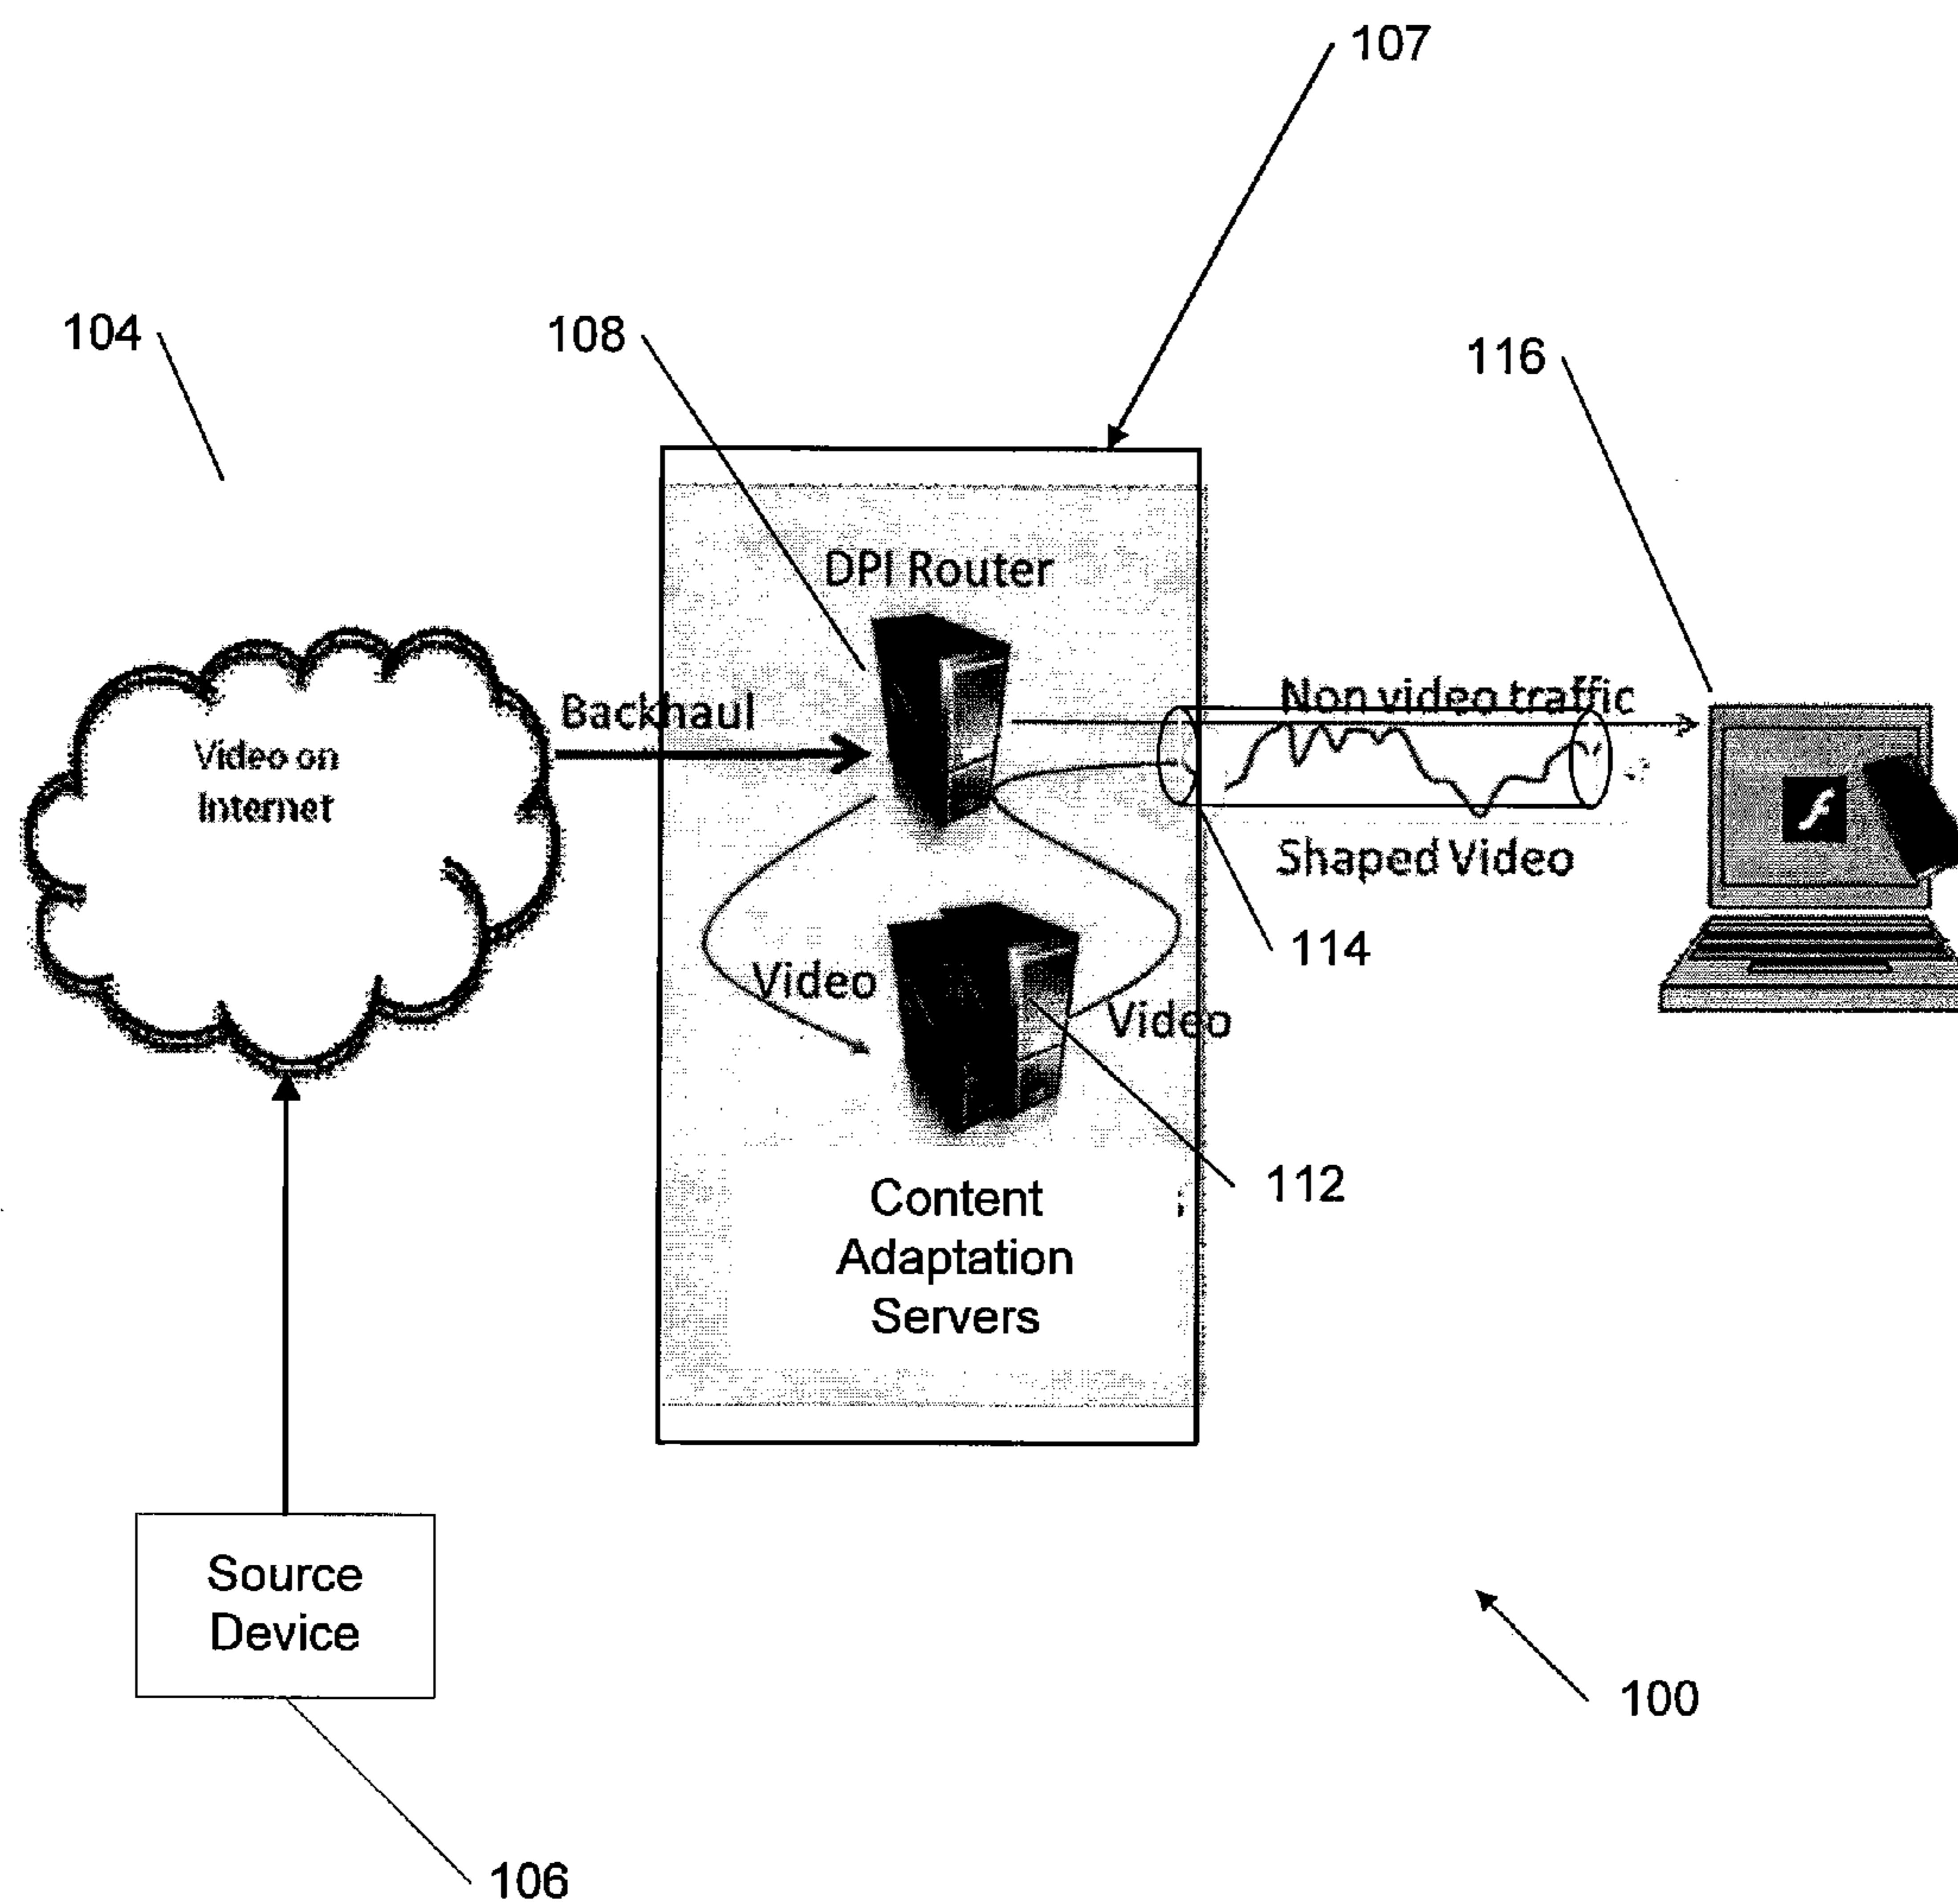 107
104
108
116
DPI Router
Backhaul
Non video traffic
Video on
Internet
Shaped Video
114
Video
Video
112
Content
Adaptation
Servers
Source
Device
100
106